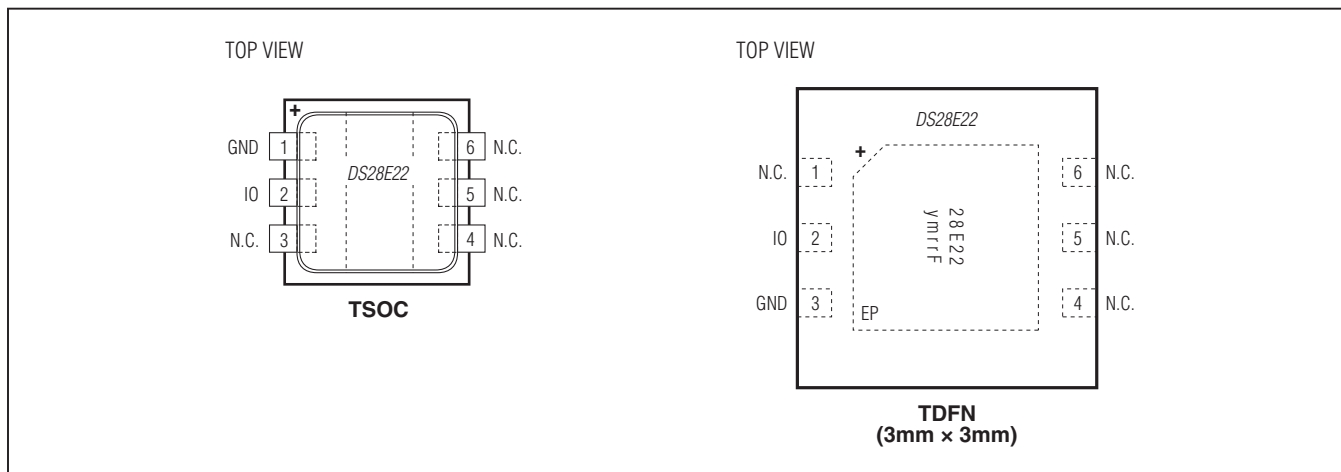 TOP VIEW
+
GND 1
IO 2
N.C. 3
DS28E22
6 N.C.
5 N.C.
4 N.C.
TSOC
TOP VIEW
DS28E22
+
N.C. 1
IO 2
GND 3
28E22
ymrrF
EP
6 N.C.
5 N.C.
4 N.C.
TDFN
(3mm × 3mm)